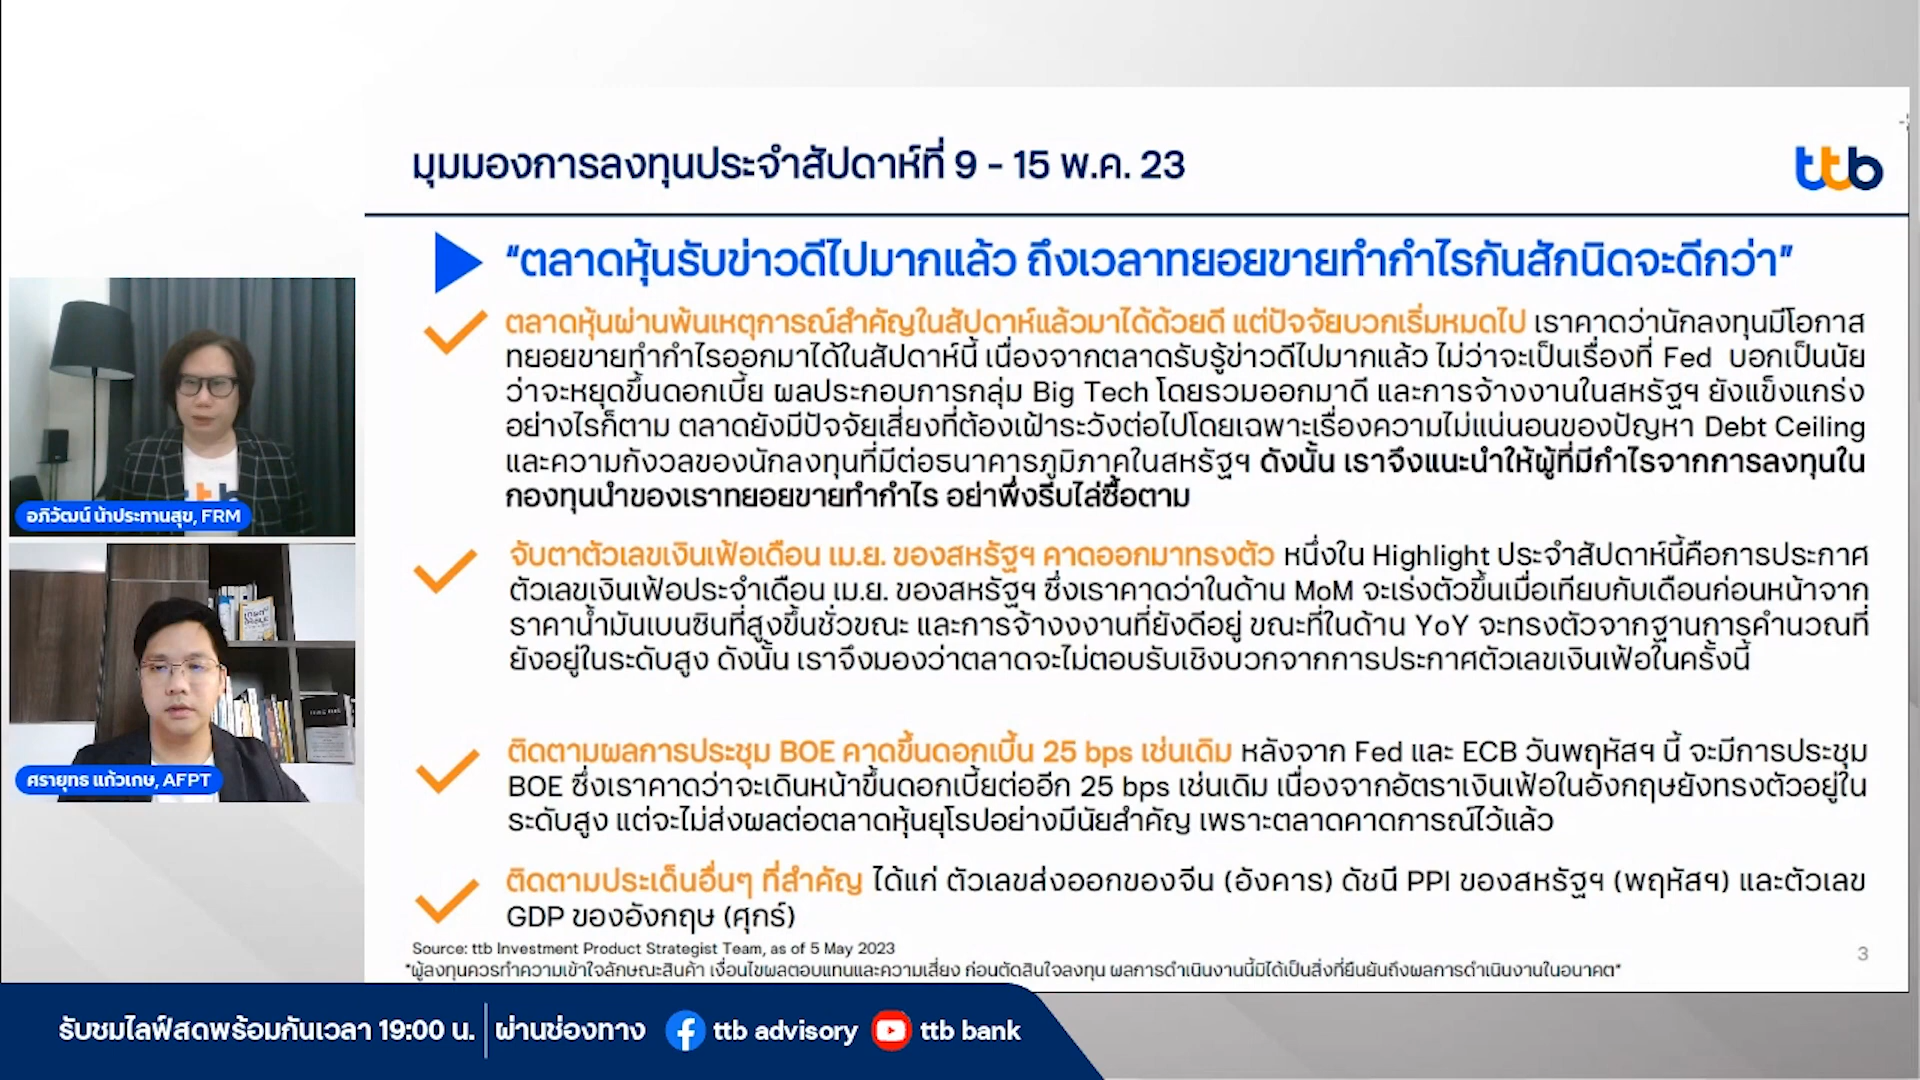 มุมมองการลงทุนประจำสัปดาห์ที่ 9 - 15 พ.ค. 23
ttb
“ตลาดหุ้นรับข่าวดีไปมากแล้ว ถึงเวลาทยอยขายทำกำไรกันสักนิดจะดีกว่า”
ตลาดหุ้นผ่านพ้นเหตุการณ์สำคัญในสัปดาห์แล้วมาได้ด้วยดี แต่ปัจจัยบวกเริ่มหมดไป เราคาดว่านักลงทุนมีโอกาส
ทยอยขายทำกำไรออกมาได้ในสัปดาห์นี้ เนื่องจากตลาดรับรู้ข่าวดีไปมากแล้ว ไม่ว่าจะเป็นเรื่องที่ Fed บอกเป็นนัย
ว่าจะหยุดขึ้นดอกเบี้ย ผลประกอบการกลุ่ม Big Tech โดยรวมออกมาดี และการจ้างงานในสหรัฐฯ ยังแข็งแกร่ง
อย่างไรก็ตาม ตลาดยังมีปัจจัยเสี่ยงที่ต้องเฝ้าระวังต่อไปโดยเฉพาะเรื่องความไม่แน่นอนของปัญหา Debt Ceiling
และความกังวลของนักลงทุนที่มีต่อธนาคารภูมิภาคในสหรัฐฯ ดังนั้น เราจึงแนะนำให้ผู้ที่มีกำไรจากการลงทุนใน
กองทุนนำของเราทยอยขายทำกำไร อย่าพึ่งรีบไล่ซื้อตาม
จับตาตัวเลขเงินเฟ้อเดือน เม.ย. ของสหรัฐฯ คาดออกมาทรงตัว หนึ่งใน Highlight ประจำสัปดาห์นี้คือการประกาศ
ตัวเลขเงินเฟ้อประจำเดือน เม.ย. ของสหรัฐฯ ซึ่งเราคาดว่าในด้าน MoM จะเร่งตัวขึ้นเมื่อเทียบกับเดือนก่อนหน้าจาก
ราคาน้ำมันเบนซินที่สูงขึ้นชั่วขณะ และการจ้างงงานที่ยังดีอยู่ ขณะที่ในด้าน YoY จะทรงตัวจากฐานการคำนวณที่
ยังอยู่ในระดับสูง ดังนั้น เราจึงมองว่าตลาดจะไม่ตอบรับเชิงบวกจากการประกาศตัวเลขเงินเฟ้อในครั้งนี้
ติดตามผลการประชุม BOE คาดขึ้นดอกเบี้น 25 bps เช่นเดิม หลังจาก Fed และ ECB วันพฤหัสฯ นี้ จะมีการประชุม
BOE ซึ่งเราคาดว่าจะเดินหน้าขึ้นดอกเบี้ยต่ออีก 25 bps เช่นเดิม เนื่องจากอัตราเงินเฟ้อในอังกฤษยังทรงตัวอยู่ใน
ระดับสูง แต่จะไม่ส่งผลต่อตลาดหุ้นยุโรปอย่างมีนัยสำคัญ เพราะตลาดคาดการณ์ไว้แล้ว
ติดตามประเด็นอื่นๆ ที่สำคัญ ได้แก่ ตัวเลขส่งออกของจีน (อังคาร) ดัชนี PPI ของสหรัฐฯ (พฤหัสฯ) และตัวเลข
GDP ของอังกฤษ (ศุกร์)
Source: ttb Investment Product Strategist Team, as of 5 May 2023
3
*ผู้ลงทุนควรทำความเข้าใจลักษณะสินค้า เงื่อนไขผลตอบแทนและความเสี่ยง ก่อนตัดสินใจลงทุน ผลการดำเนินงานนี้มิได้เป็นสิ่งที่ยืนยันถึงผลการดำเนินงานในอนาคต*
อภิวัฒน์ น้าประทานสุข, FRM
ศรายุทธ แก้วเกษ, AFPT
รับชมไลฟ์สดพร้อมกันเวลา 19:00 น. ผ่านช่องทาง ttb advisory ttb bank